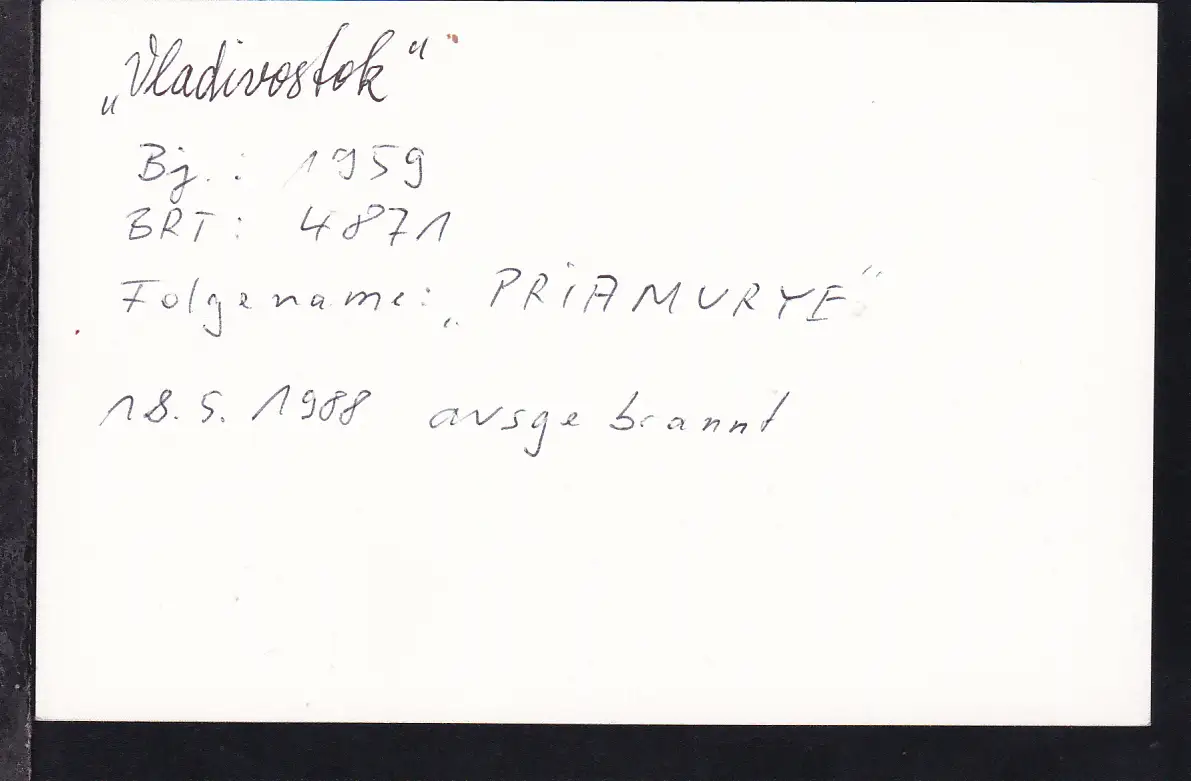 „Vladivostok“
Bj.: 1959
BRT: 4871
Folgename: „PRiAMURYE“
18.5.1988 ausgebrannt